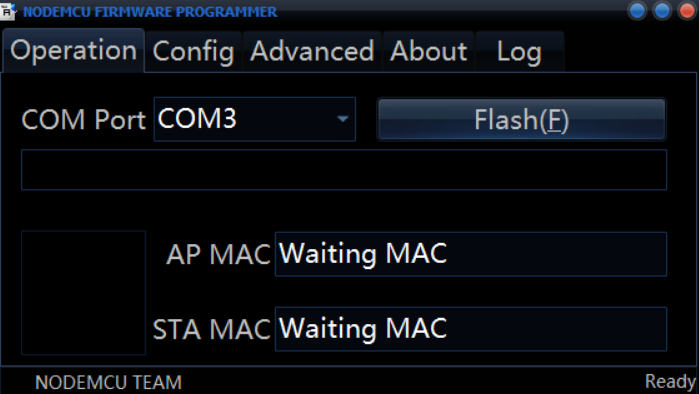 NODEMCU FIRMWARE PROGRAMMER
Operation Config Advanced About Log
COM Port COM3 Flash(F)
AP MAC Waiting MAC
STA MAC Waiting MAC
NODEMCU TEAM Ready